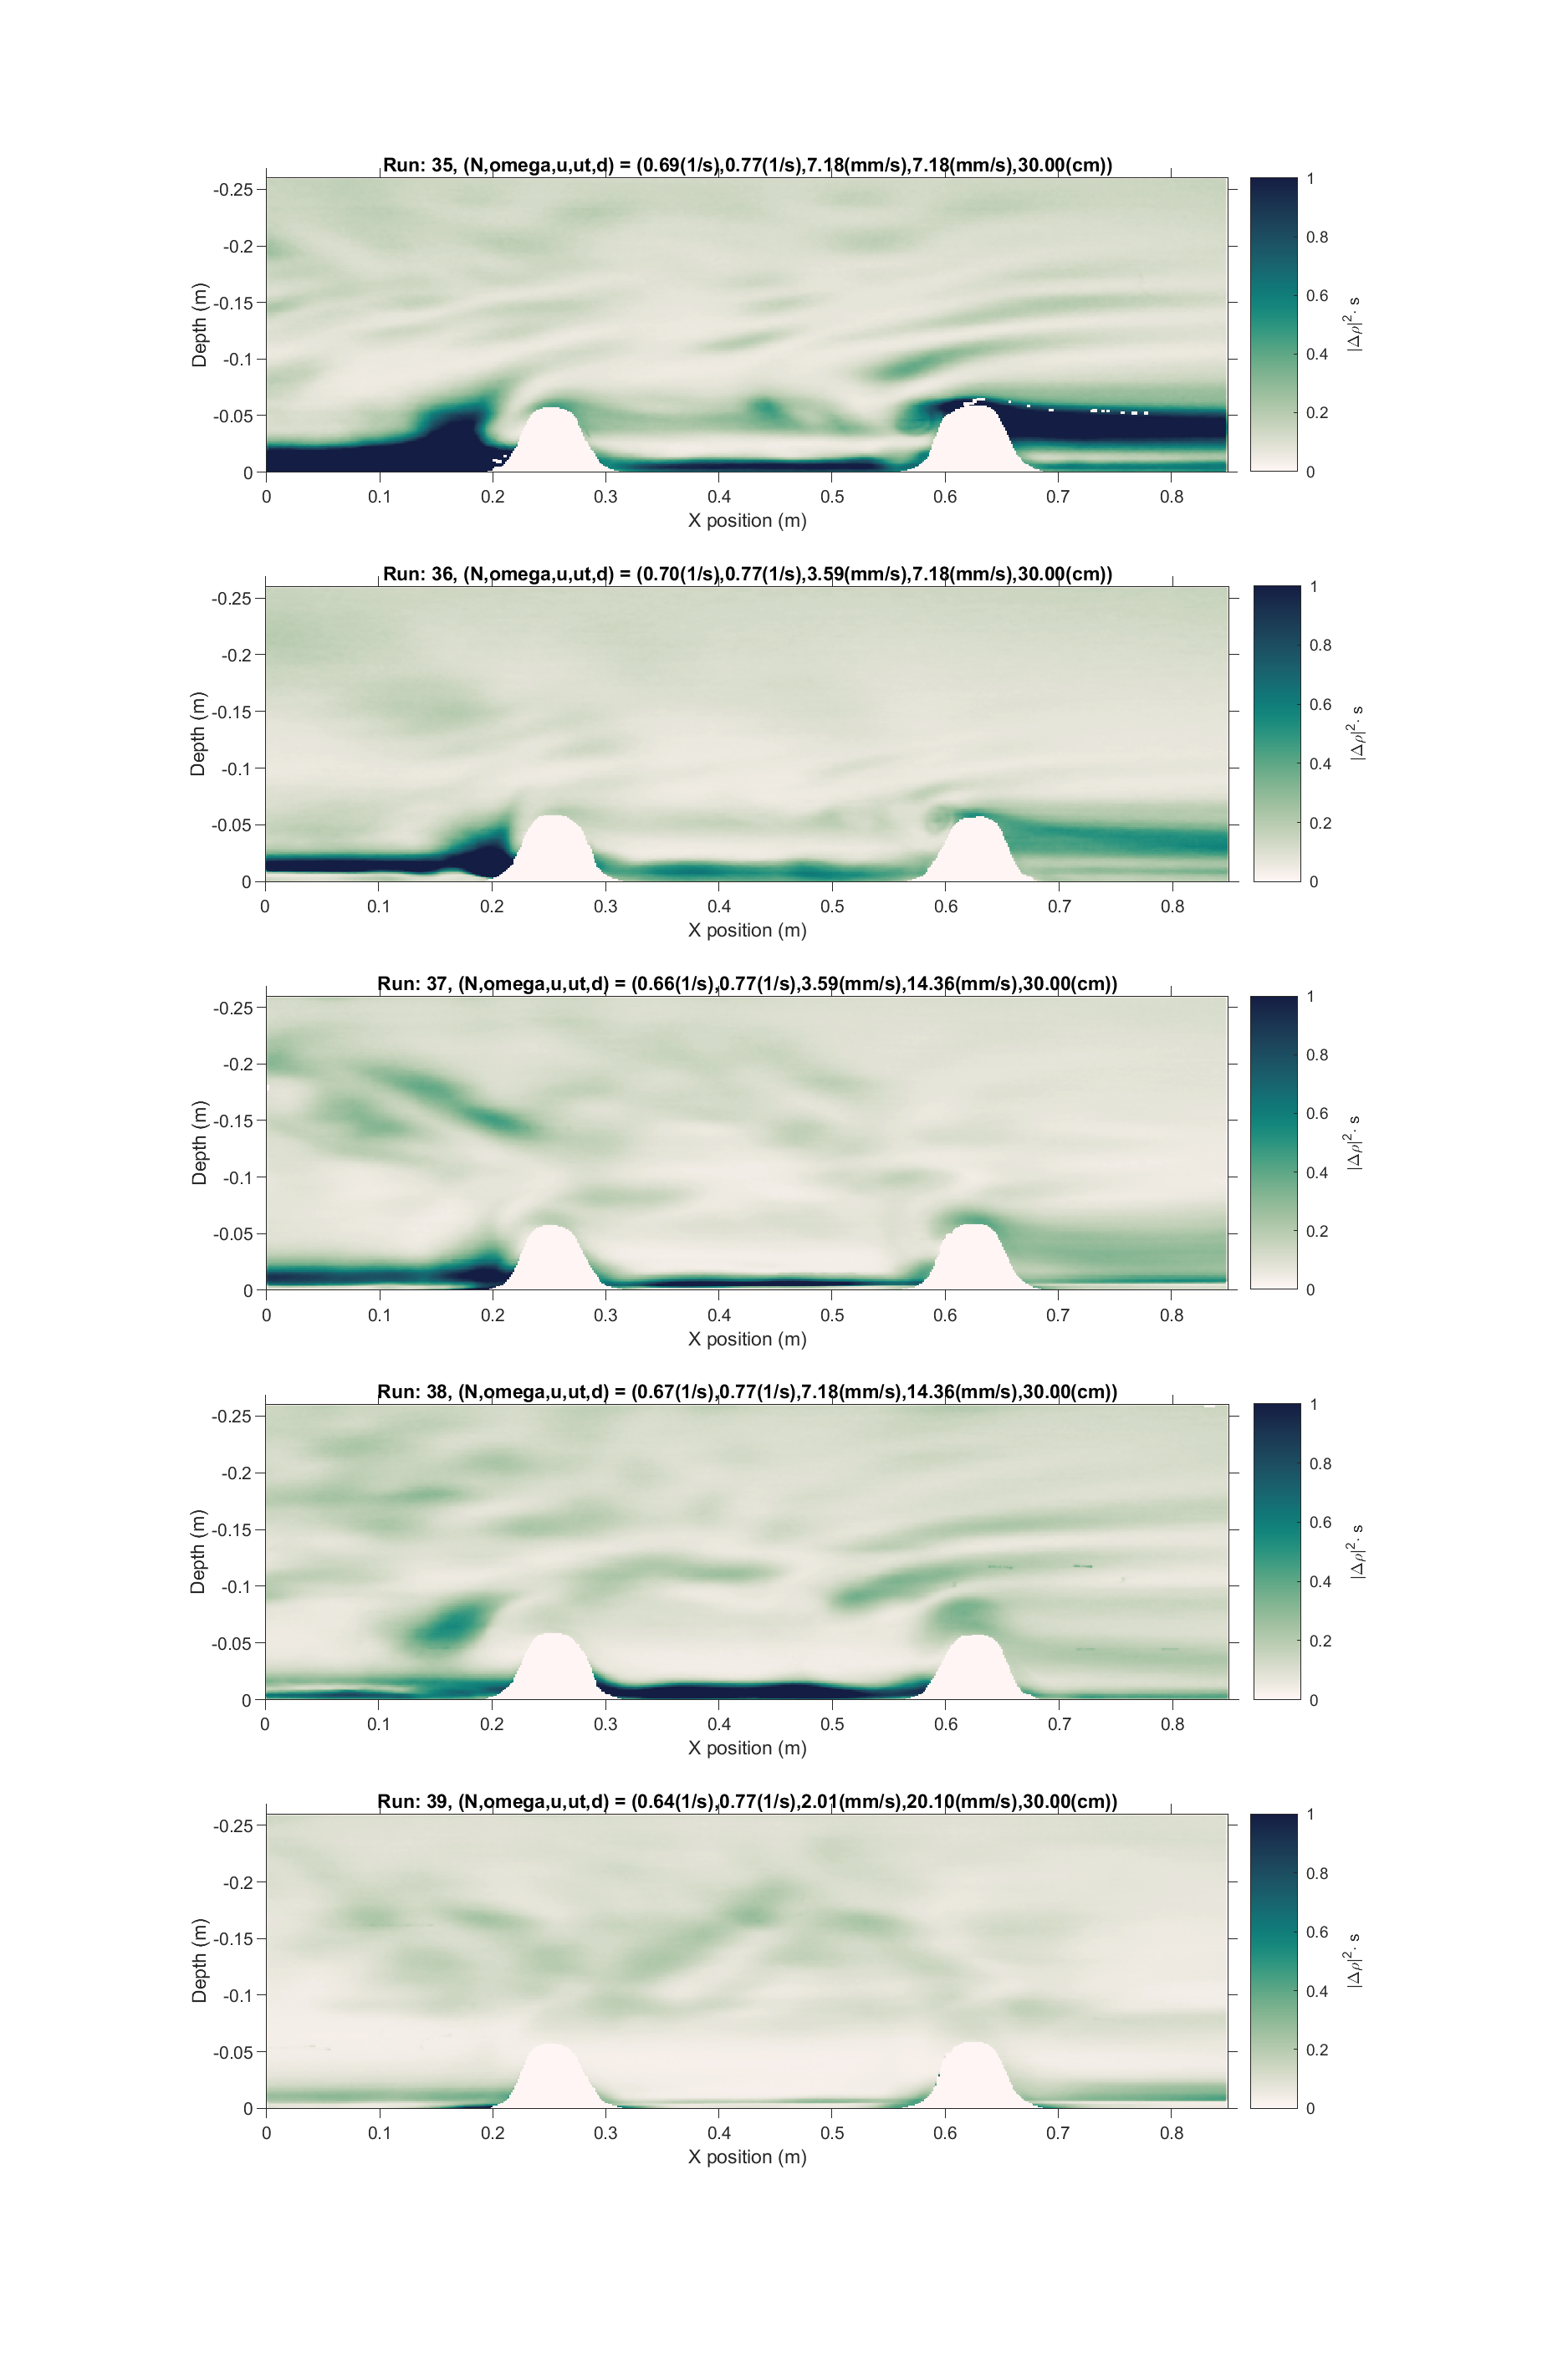 Run: 35, (N,omega,u,ut,d) = (0.69(1/s),0.77(1/s),7.18(mm/s),7.18(mm/s),30.00(cm))
-0.25
-0.2
-0.15
-0.1
-0.05
0
Depth (m)
0 0.1 0.2 0.3 0.4 0.5 0.6 0.7 0.8
X position (m)
1
0.8
0.6
0.4
0.2
0
|Δρ|²· s
Run: 36, (N,omega,u,ut,d) = (0.70(1/s),0.77(1/s),3.59(mm/s),7.18(mm/s),30.00(cm))
-0.25
-0.2
-0.15
-0.1
-0.05
0
Depth (m)
0 0.1 0.2 0.3 0.4 0.5 0.6 0.7 0.8
X position (m)
1
0.8
0.6
0.4
0.2
0
|Δρ|²· s
Run: 37, (N,omega,u,ut,d) = (0.66(1/s),0.77(1/s),3.59(mm/s),14.36(mm/s),30.00(cm))
-0.25
-0.2
-0.15
-0.1
-0.05
0
Depth (m)
0 0.1 0.2 0.3 0.4 0.5 0.6 0.7 0.8
X position (m)
1
0.8
0.6
0.4
0.2
0
|Δρ|²· s
Run: 38, (N,omega,u,ut,d) = (0.67(1/s),0.77(1/s),7.18(mm/s),14.36(mm/s),30.00(cm))
-0.25
-0.2
-0.15
-0.1
-0.05
0
Depth (m)
0 0.1 0.2 0.3 0.4 0.5 0.6 0.7 0.8
X position (m)
1
0.8
0.6
0.4
0.2
0
|Δρ|²· s
Run: 39, (N,omega,u,ut,d) = (0.64(1/s),0.77(1/s),2.01(mm/s),20.10(mm/s),30.00(cm))
-0.25
-0.2
-0.15
-0.1
-0.05
0
Depth (m)
0 0.1 0.2 0.3 0.4 0.5 0.6 0.7 0.8
X position (m)
1
0.8
0.6
0.4
0.2
0
|Δρ|²· s